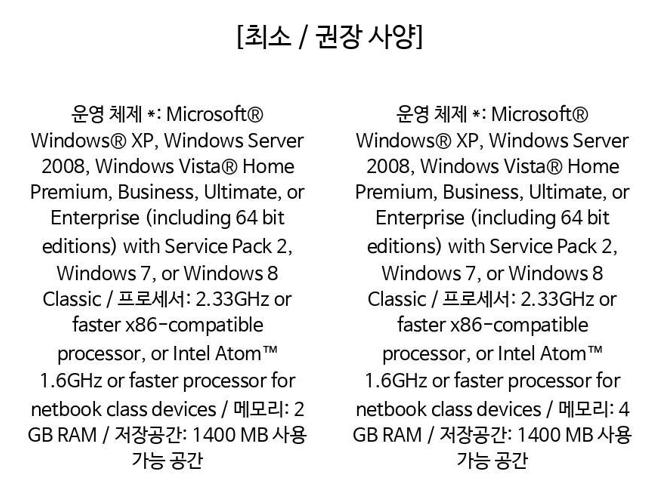 [최소 / 권장 사양]
운영 체제 *: Microsoft®
Windows® XP, Windows Server
2008, Windows Vista® Home
Premium, Business, Ultimate, or
Enterprise (including 64 bit
editions) with Service Pack 2,
Windows 7, or Windows 8
Classic / 프로세서: 2.33GHz or
faster x86-compatible
processor, or Intel Atom™
1.6GHz or faster processor for
netbook class devices / 메모리: 2
GB RAM / 저장공간: 1400 MB 사용
가능 공간
운영 체제 *: Microsoft®
Windows® XP, Windows Server
2008, Windows Vista® Home
Premium, Business, Ultimate, or
Enterprise (including 64 bit
editions) with Service Pack 2,
Windows 7, or Windows 8
Classic / 프로세서: 2.33GHz or
faster x86-compatible
processor, or Intel Atom™
1.6GHz or faster processor for
netbook class devices / 메모리: 4
GB RAM / 저장공간: 1400 MB 사용
가능 공간